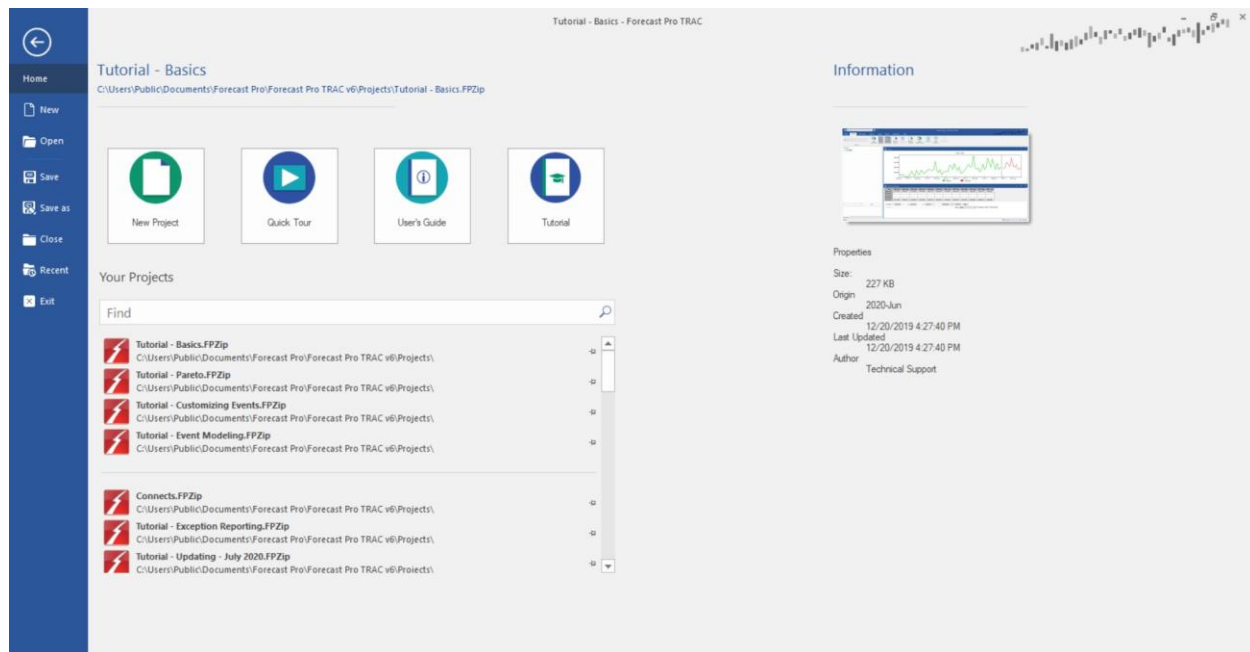 Tutorial - Basics - Forecast Pro TRAC
Home
New
Open
Save
Save as
Close
Recent
Exit
Tutorial - Basics
C:\Users\Public\Documents\Forecast Pro\Forecast Pro TRAC v6\Projects\Tutorial - Basics.FPZip
New Project
Quick Tour
User's Guide
Tutorial
Your Projects
Find
Tutorial - Basics.FPZip
C:\Users\Public\Documents\Forecast Pro\Forecast Pro TRAC v6\Projects\
Tutorial - Pareto.FPZip
C:\Users\Public\Documents\Forecast Pro\Forecast Pro TRAC v6\Projects\
Tutorial - Customizing Events.FPZip
C:\Users\Public\Documents\Forecast Pro\Forecast Pro TRAC v6\Projects\
Tutorial - Event Modeling.FPZip
C:\Users\Public\Documents\Forecast Pro\Forecast Pro TRAC v6\Projects\
Connects.FPZip
C:\Users\Public\Documents\Forecast Pro\Forecast Pro TRAC v6\Projects\
Tutorial - Exception Reporting.FPZip
C:\Users\Public\Documents\Forecast Pro\Forecast Pro TRAC v6\Projects\
Tutorial - Updating - July 2020.FPZip
C:\Users\Public\Documents\Forecast Pro\Forecast Pro TRAC v6\Projects\
Information
Properties
Size:
227 KB
Origin
2020-Jun
Created
12/20/2019 4:27:40 PM
Last Updated
12/20/2019 4:27:40 PM
Author
Technical Support